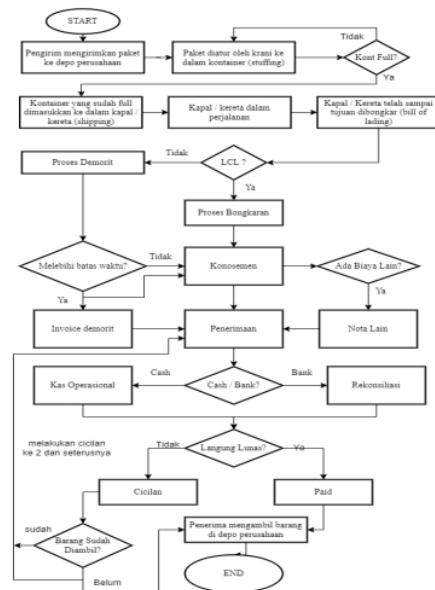 START
Tidak
Pengirim mengirimkan paket
ke depo perusahaan
Paket diatur oleh krani ke
dalam kontainer (stuffing)
Kont Full?
Ya
Kontainer yang sudah full
dimasukkan ke dalam kapal /
kereta (shipping)
Kapal / kereta dalam
perjalanan
Kapal / Kereta telah sampai
tujuan dibongkar (bill of
lading)
Proses Demorit
Tidak
LCL ?
Ya
Proses Bongkaran
Melebihi batas waktu?
Tidak
Konosemen
Ada Biaya Lain?
Ya
Ya
Invoice demorit
Penerimaan
Nota Lain
Cash
Bank
Kas Operasional
Cash / Bank?
Rekonsiliasi
melakukan cicilan
ke 2 dan seterusnya
Tidak
Langung Lunas?
Ya
Cicilan
Paid
sudah
Barang Sudah
Diambil?
Penerima mengambil barang
di depo perusahaan
Belum
END